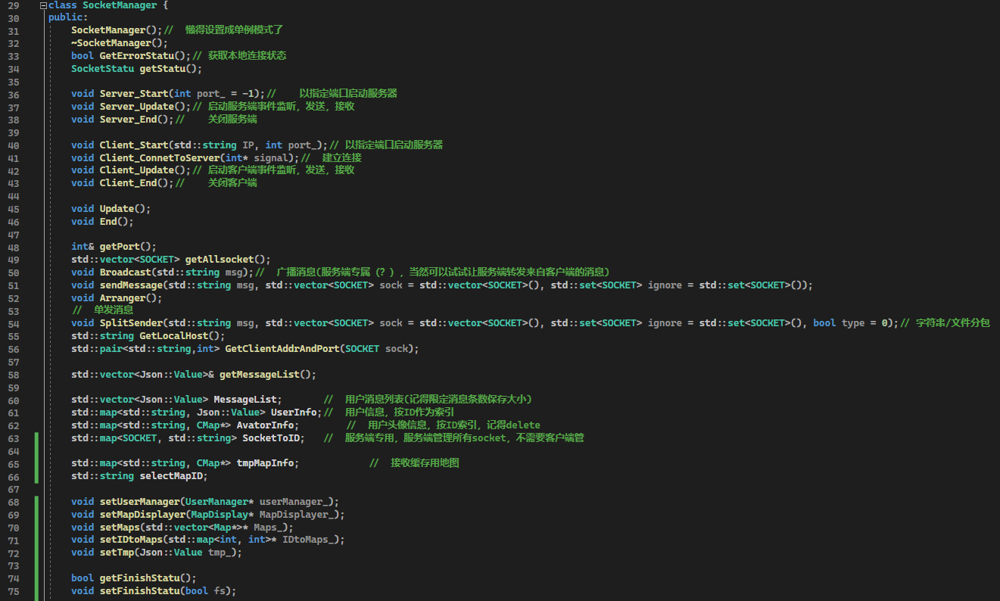 29 class SocketManager {
30 public:
31 SocketManager();// 懒得设置成单例模式了
32 ~SocketManager();
33 bool GetErrorStatu();// 获取本地连接状态
34 SocketStatu getStatu();
35
36 void Server_Start(int port_ = -1);// 以指定端口启动服务器
37 void Server_Update();// 启动服务端事件监听，发送，接收
38 void Server_End();// 关闭服务端
39
40 void Client_Start(std::string IP, int port_);// 以指定端口启动服务器
41 void Client_ConnetToServer(int* signal);// 建立连接
42 void Client_Update();// 启动客户端事件监听，发送，接收
43 void Client_End();// 关闭客户端
44
45 void Update();
46 void End();
47
48 int& getPort();
49 std::vector<SOCKET> getAllsocket();
50 void Broadcast(std::string msg);// 广播消息(服务端专属（？），当然可以试试让服务端转发来自客户端的消息)
51 void sendMessage(std::string msg, std::vector<SOCKET> sock = std::vector<SOCKET>(), std::set<SOCKET> ignore = std::set<SOCKET>());
52 void Arranger();
53 // 单发消息
54 void SplitSender(std::string msg, std::vector<SOCKET> sock = std::vector<SOCKET>(), std::set<SOCKET> ignore = std::set<SOCKET>(), bool type = 0);// 字符串/文件分包
55 std::string GetLocalHost();
56 std::pair<std::string,int> GetClientAddrAndPort(SOCKET sock);
57
58 std::vector<Json::Value>& getMessageList();
59
60 std::vector<Json::Value> MessageList; // 用户消息列表(记得限定消息条数保存大小)
61 std::map<std::string, Json::Value> UserInfo;// 用户信息，按ID作为索引
62 std::map<std::string, CMap*> AvatorInfo; // 用户头像信息，按ID索引，记得delete
63 std::map<SOCKET, std::string> SocketToID; // 服务端专用，服务端管理所有socket，不需要客户端管
64
65 std::map<std::string, CMap*> tmpMapInfo; // 接收缓存用地图
66 std::string selectMapID;
67
68 void setUserManager(UserManager* userManager_);
69 void setMapDisplayer(MapDisplay* MapDisplayer_);
70 void setMaps(std::vector<Map*>* Maps_);
71 void setIDtoMaps(std::map<int, int>* IDtoMaps_);
72 void setTmp(Json::Value tmp_);
73
74 bool getFinishStatu();
75 void setFinishStatu(bool fs);